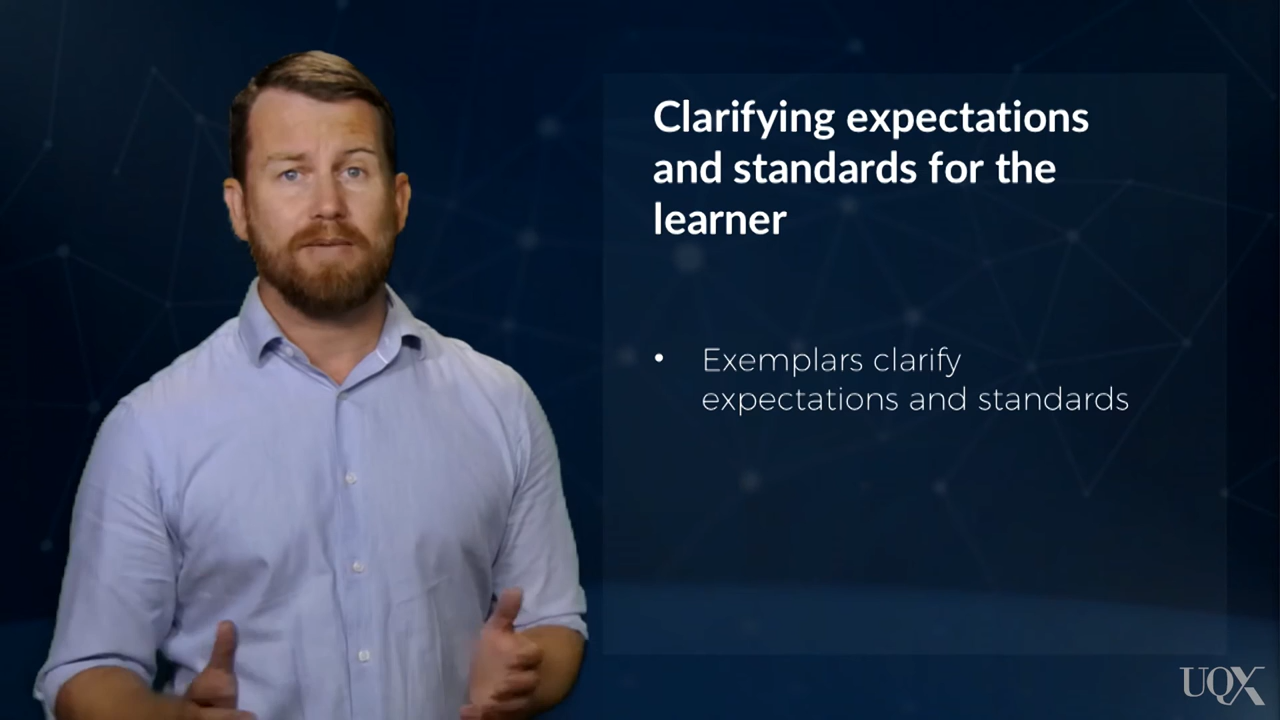 Clarifying expectations
and standards for the
learner
• Exemplars clarify
expectations and standards
UQX